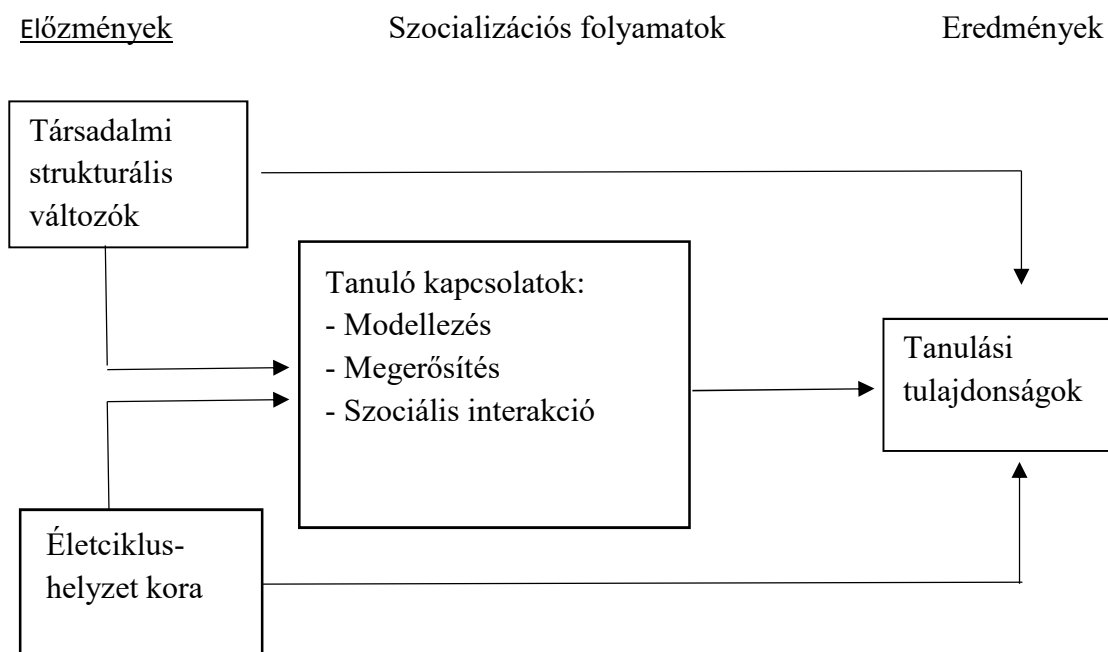 Előzmények
Szocializációs folyamatok
Eredmények
Társadalmi
strukturális
változók
Tanuló kapcsolatok:
- Modellezés
- Megerősítés
- Szociális interakció
Tanulási
tulajdonságok
Életciklus-
helyzet kora